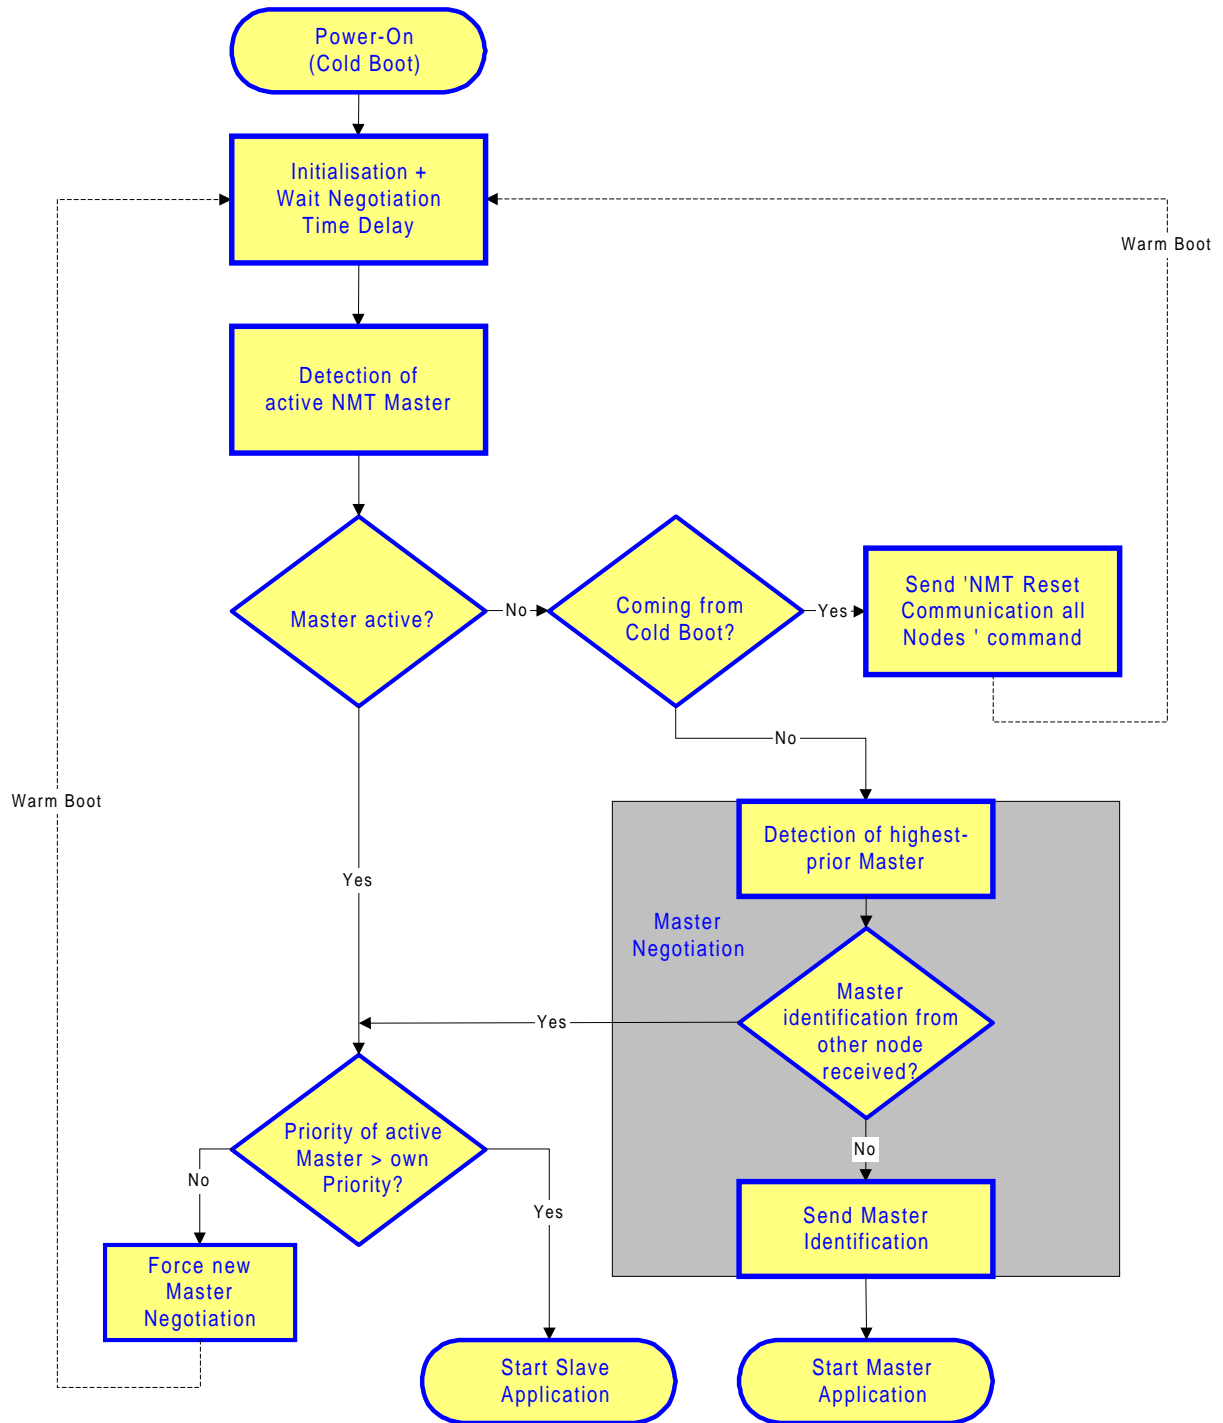 Power-On
(Cold Boot)
Initialisation +
Wait Negotiation
Time Delay
Warm Boot
Detection of
active NMT Master
Master active?
No
Coming from
Cold Boot?
Yes
Send 'NMT Reset
Communication all
Nodes ' command
No
Warm Boot
Detection of highest-
prior Master
Yes
Master
Negotiation
Master
identification from
other node
received?
Yes
Priority of active
Master > own
Priority?
No
No
Yes
Send Master
Identification
Force new
Master
Negotiation
Start Slave
Application
Start Master
Application